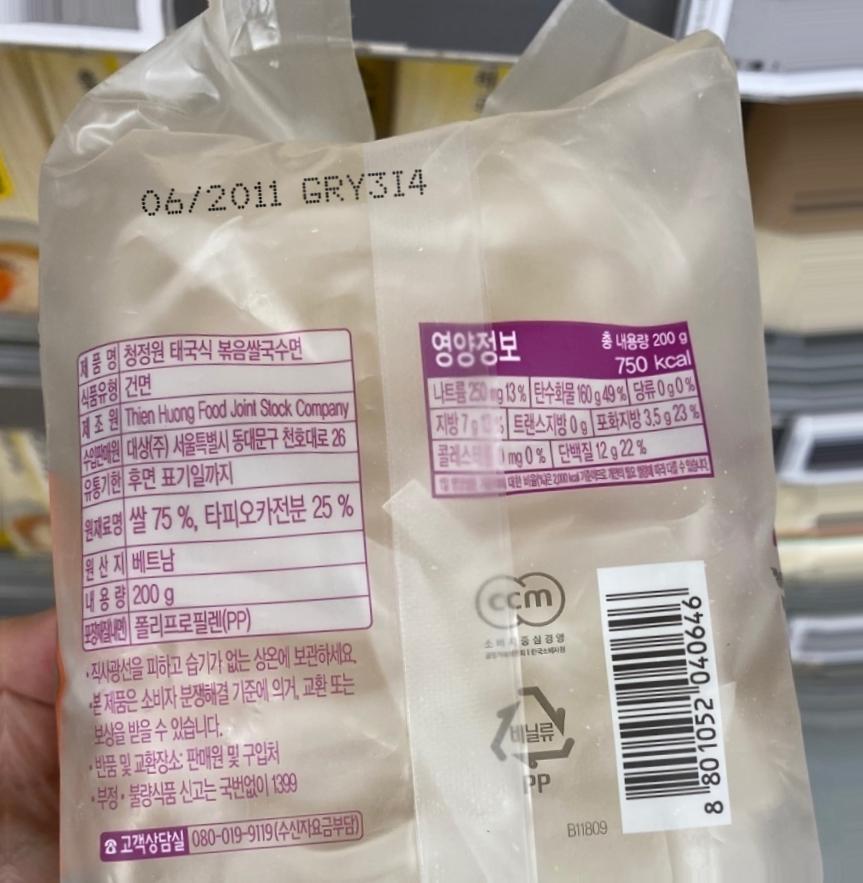 06/2011 GRY3I4
제 품 명 청정원 태국식 볶음쌀국수면
식품유형 건면
제 조 원 Thien Huong Food Joint Stock Company
수입판매원 대상(주) 서울특별시 동대문구 천호대로 26
유통기한 후면 표기일까지
원재료명 쌀 75 %, 타피오카전분 25 %
원 산 지 베트남
내 용 량 200 g
포장재질(내면) 폴리프로필렌(PP)
•직사광선을 피하고 습기가 없는 상온에 보관하세요.
•본 제품은 소비자 분쟁해결 기준에 의거, 교환 또는
보상을 받을 수 있습니다.
•반품 및 교환장소: 판매원 및 구입처
•부정•불량식품 신고는 국번없이 1399
☎고객상담실 080-019-9119(수신자요금부담)
영양정보
총 내용량 200 g
750 kcal
나트륨 250 mg 13% 탄수화물 160 g 49% 당류 0 g 0%
지방 7 g % 트랜스지방 0 g 포화지방 3.5 g 23 %
0 mg 0 % 단백질 12 g 22 %
ccm
소비자중심경영
비닐류
PP
B11809
8 801052 040646